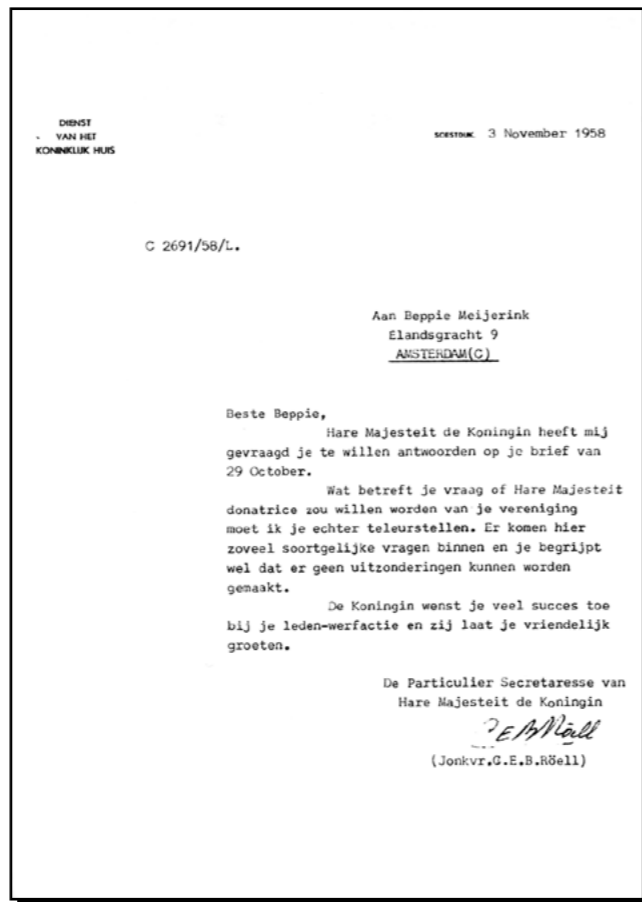 DIENST
VAN HET
KONINKLIJK HUIS
SOESTDIJK, 3 November 1958
C 2691/58/L.
Aan Beppie Meijerink
Elandsgracht 9
AMSTERDAM(C)
Beste Beppie,
Hare Majesteit de Koningin heeft mij
gevraagd je te willen antwoorden op je brief van
29 October.
Wat betreft je vraag of Hare Majesteit
donatrice zou willen worden van je vereniging
moet ik je echter teleurstellen. Er komen hier
zoveel soortgelijke vragen binnen en je begrijpt
wel dat er geen uitzonderingen kunnen worden
gemaakt.
De Koningin wenst je veel succes toe
bij je leden-werfactie en zij laat je vriendelijk
groeten.
De Particulier Secretaresse van
Hare Majesteit de Koningin
EBRöell
(Jonkvr.C.E.B.Röell)